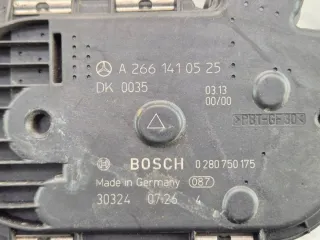 A 266 141 05 25
DK 0035
03.13
00/00
>PBT-GF30<
BOSCH 0 280 750 175
Made in Germany 087
30324 07:26 4